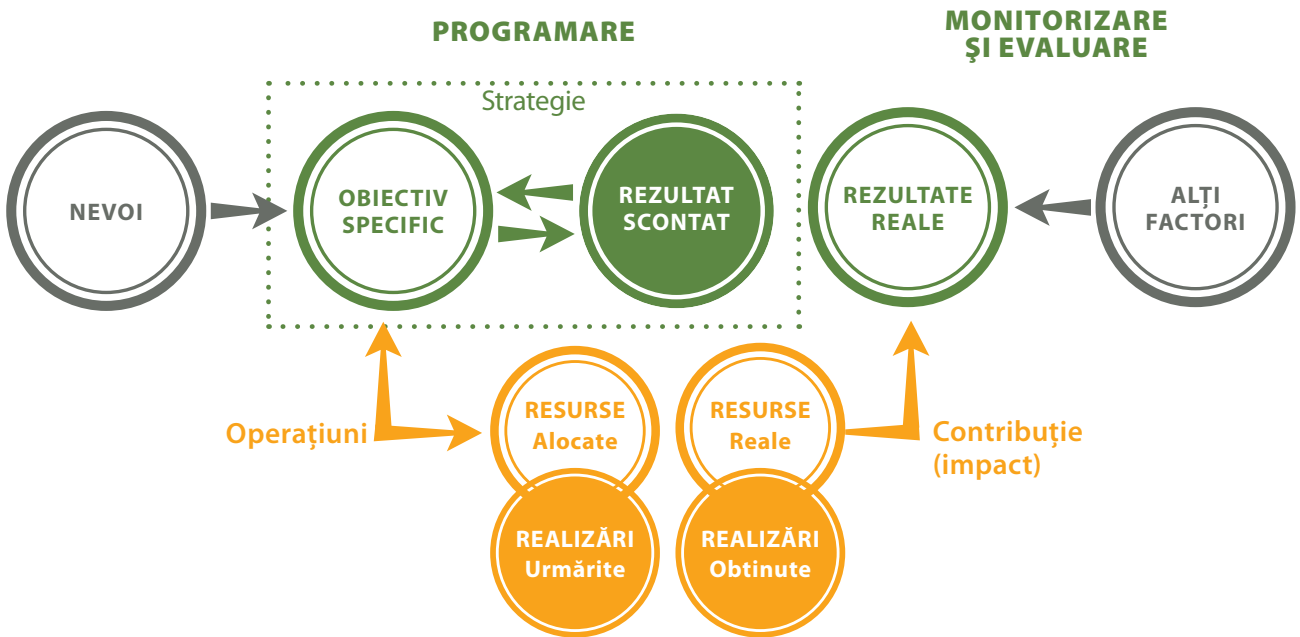 PROGRAMARE
MONITORIZARE
ŞI EVALUARE
Strategie
NEVOI
OBIECTIV
SPECIFIC
REZULTAT
SCONTAT
REZULTATE
REALE
ALȚI
FACTORI
Operațiuni
RESURSE
Alocate
RESURSE
Reale
Contribuție
(impact)
REALIZĂRI
Urmărite
REALIZĂRI
Obtinute